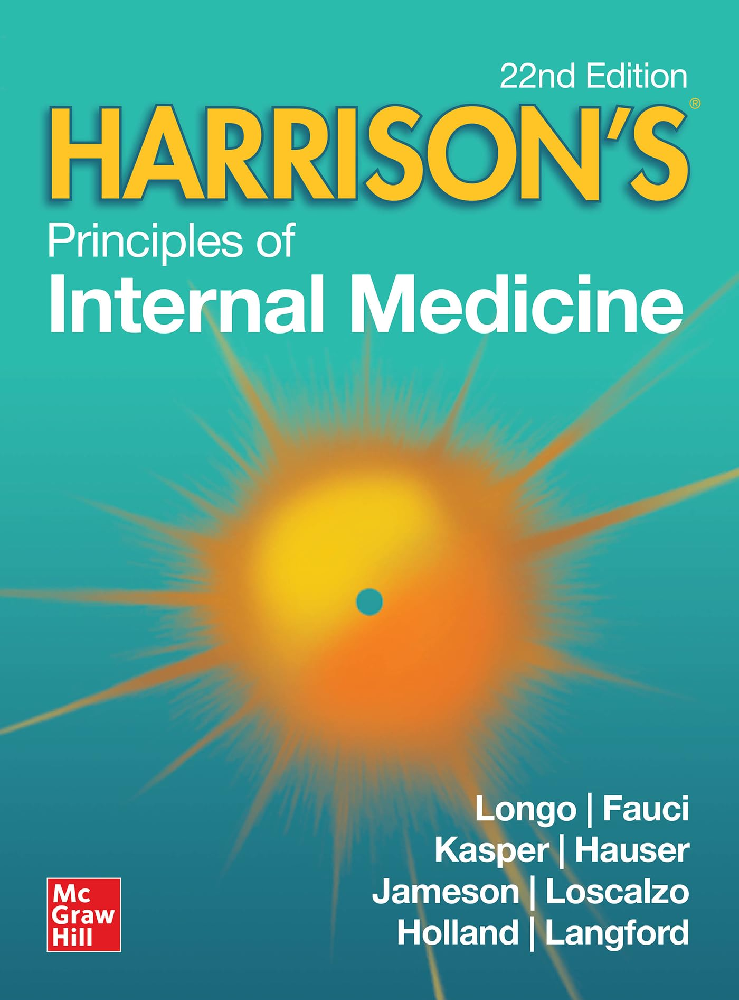 22nd Edition
HARRISON'S®
Principles of
Internal Medicine
Longo | Fauci
Kasper | Hauser
Jameson | Loscalzo
Holland | Langford
Mc
Graw
Hill